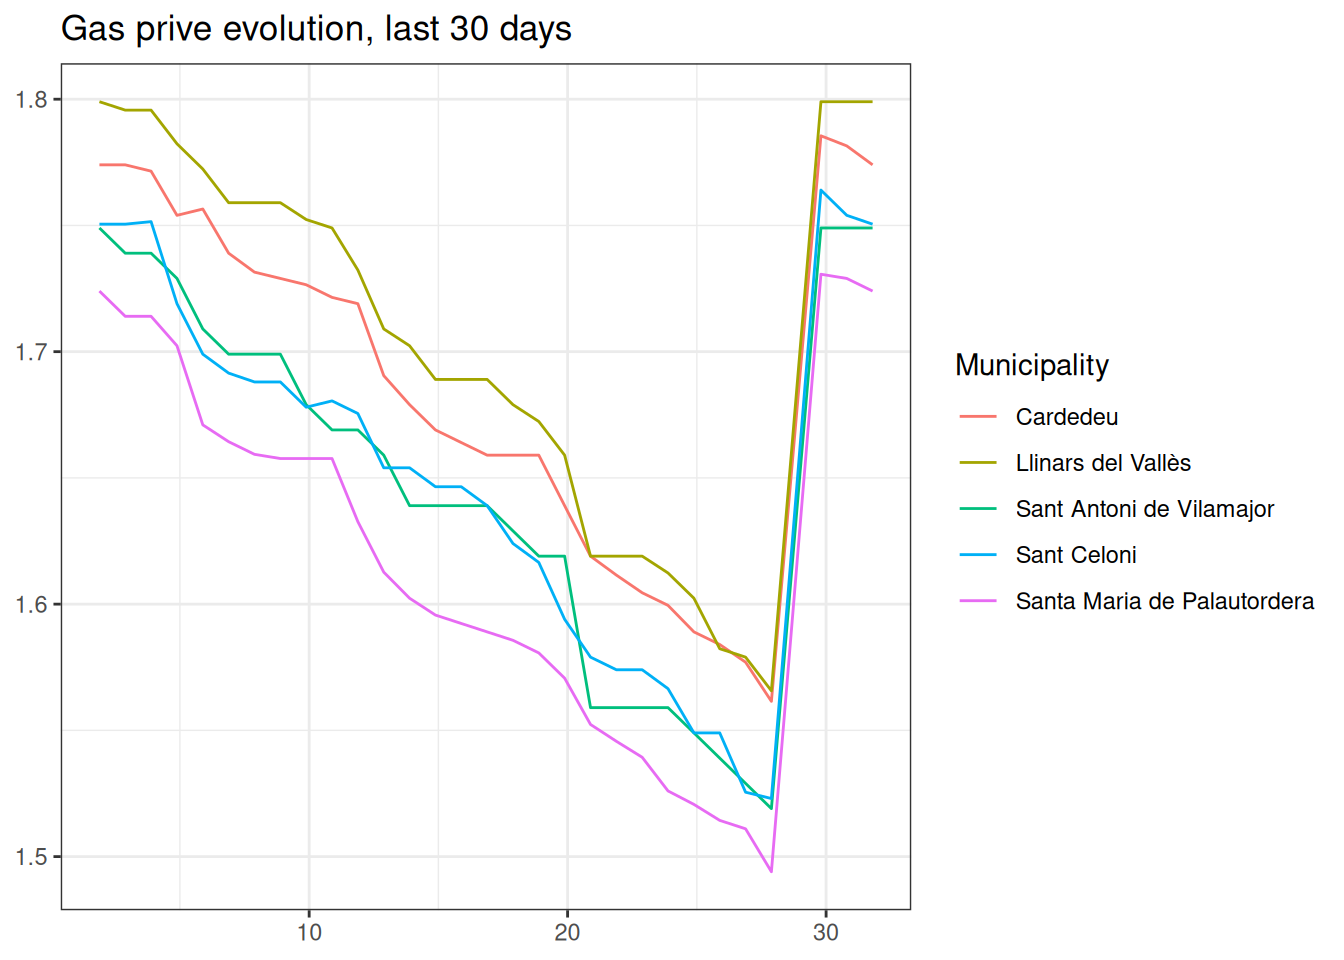 Gas prive evolution, last 30 days
1.8
1.7
1.6
1.5
10 20 30
Municipality
Cardedeu
Llinars del Vallès
Sant Antoni de Vilamajor
Sant Celoni
Santa Maria de Palautordera